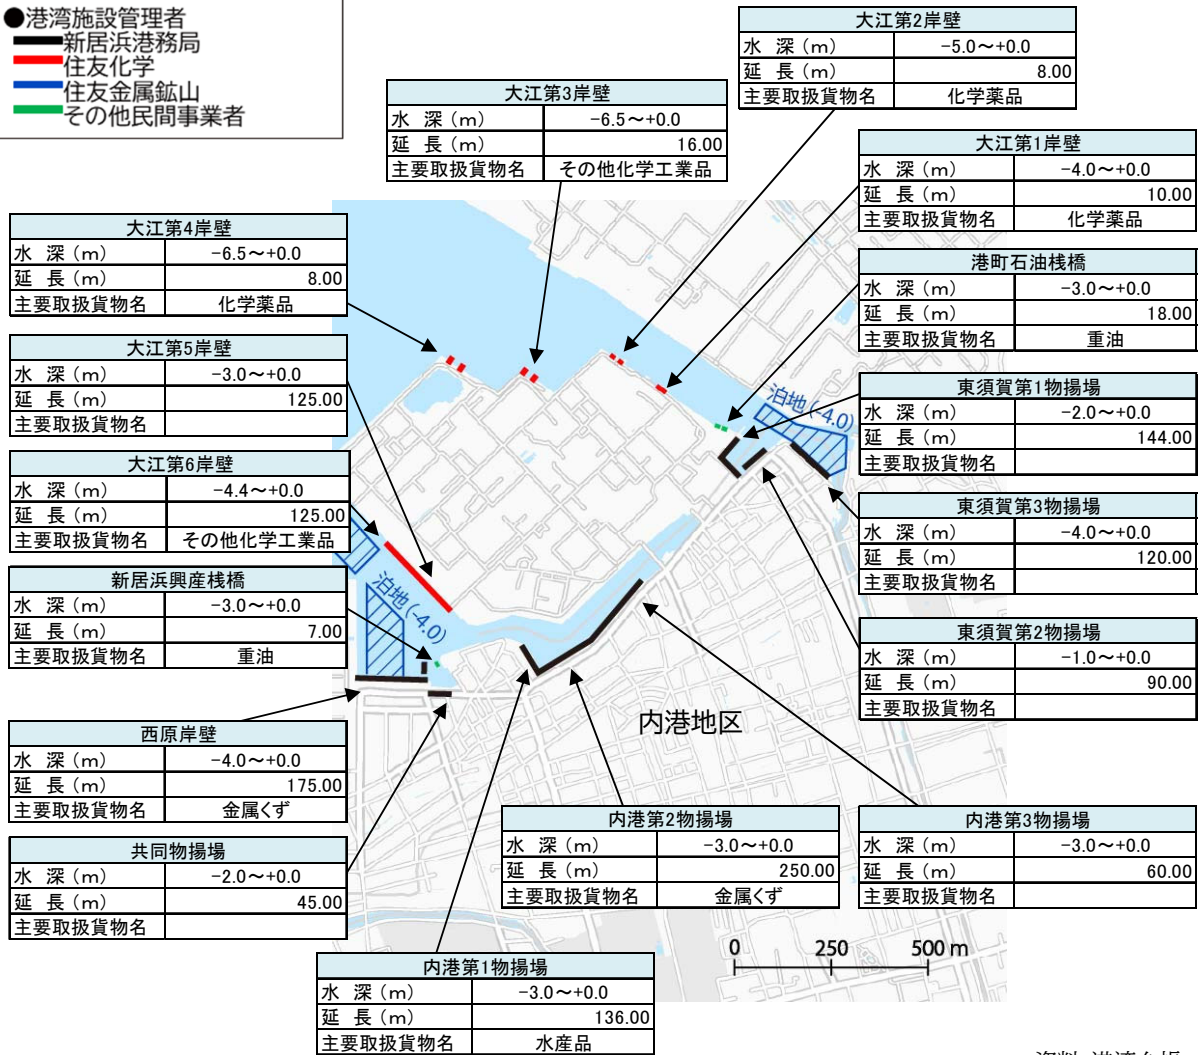 ●港湾施設管理者
新居浜港務局
住友化学
住友金属鉱山
その他民間事業者
大江第2岸壁
水 深（m） -5.0～+0.0
延 長（m） 8.00
主要取扱貨物名 化学薬品
大江第3岸壁
水 深（m） -6.5～+0.0
延 長（m） 16.00
主要取扱貨物名 その他化学工業品
大江第1岸壁
水 深（m） -4.0～+0.0
延 長（m） 10.00
主要取扱貨物名 化学薬品
大江第4岸壁
水 深（m） -6.5～+0.0
延 長（m） 8.00
主要取扱貨物名 化学薬品
港町石油桟橋
水 深（m） -3.0～+0.0
延 長（m） 18.00
主要取扱貨物名 重油
大江第5岸壁
水 深（m） -3.0～+0.0
延 長（m） 125.00
主要取扱貨物名
東須賀第1物揚場
水 深（m） -2.0～+0.0
延 長（m） 144.00
主要取扱貨物名
泊地(-4.0)
大江第6岸壁
水 深（m） -4.4～+0.0
延 長（m） 125.00
主要取扱貨物名 その他化学工業品
東須賀第3物揚場
水 深（m） -4.0～+0.0
延 長（m） 120.00
主要取扱貨物名
新居浜興産桟橋
水 深（m） -3.0～+0.0
延 長（m） 7.00
主要取扱貨物名 重油
泊地(-4.0)
東須賀第2物揚場
水 深（m） -1.0～+0.0
延 長（m） 90.00
主要取扱貨物名
内港地区
西原岸壁
水 深（m） -4.0～+0.0
延 長（m） 175.00
主要取扱貨物名 金属くず
内港第2物揚場
水 深（m） -3.0～+0.0
延 長（m） 250.00
主要取扱貨物名 金属くず
内港第3物揚場
水 深（m） -3.0～+0.0
延 長（m） 60.00
主要取扱貨物名
共同物揚場
水 深（m） -2.0～+0.0
延 長（m） 45.00
主要取扱貨物名
0 250 500 m
内港第1物揚場
水 深（m） -3.0～+0.0
延 長（m） 136.00
主要取扱貨物名 水産品